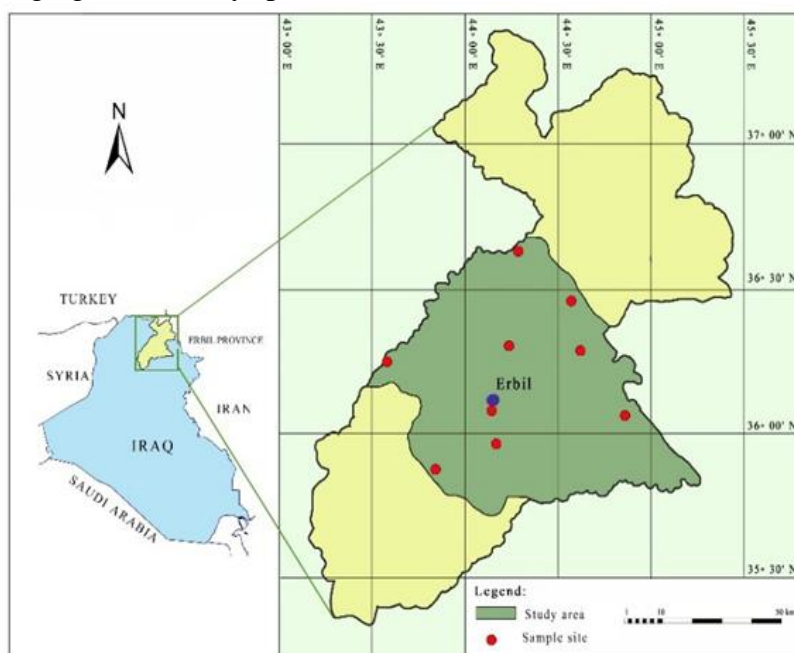 43° 00' E
43° 30' E
44° 00' E
44° 30' E
45° 00' E
45° 30' E
N
37° 00' N
36° 30' N
36° 00' N
35° 30' N
TURKEY
ERBIL PROVINCE
SYRIA
IRAN
IRAQ
SAUDI ARABIA
Erbil
Legend:
Study area
Sample site
1 10 50 km